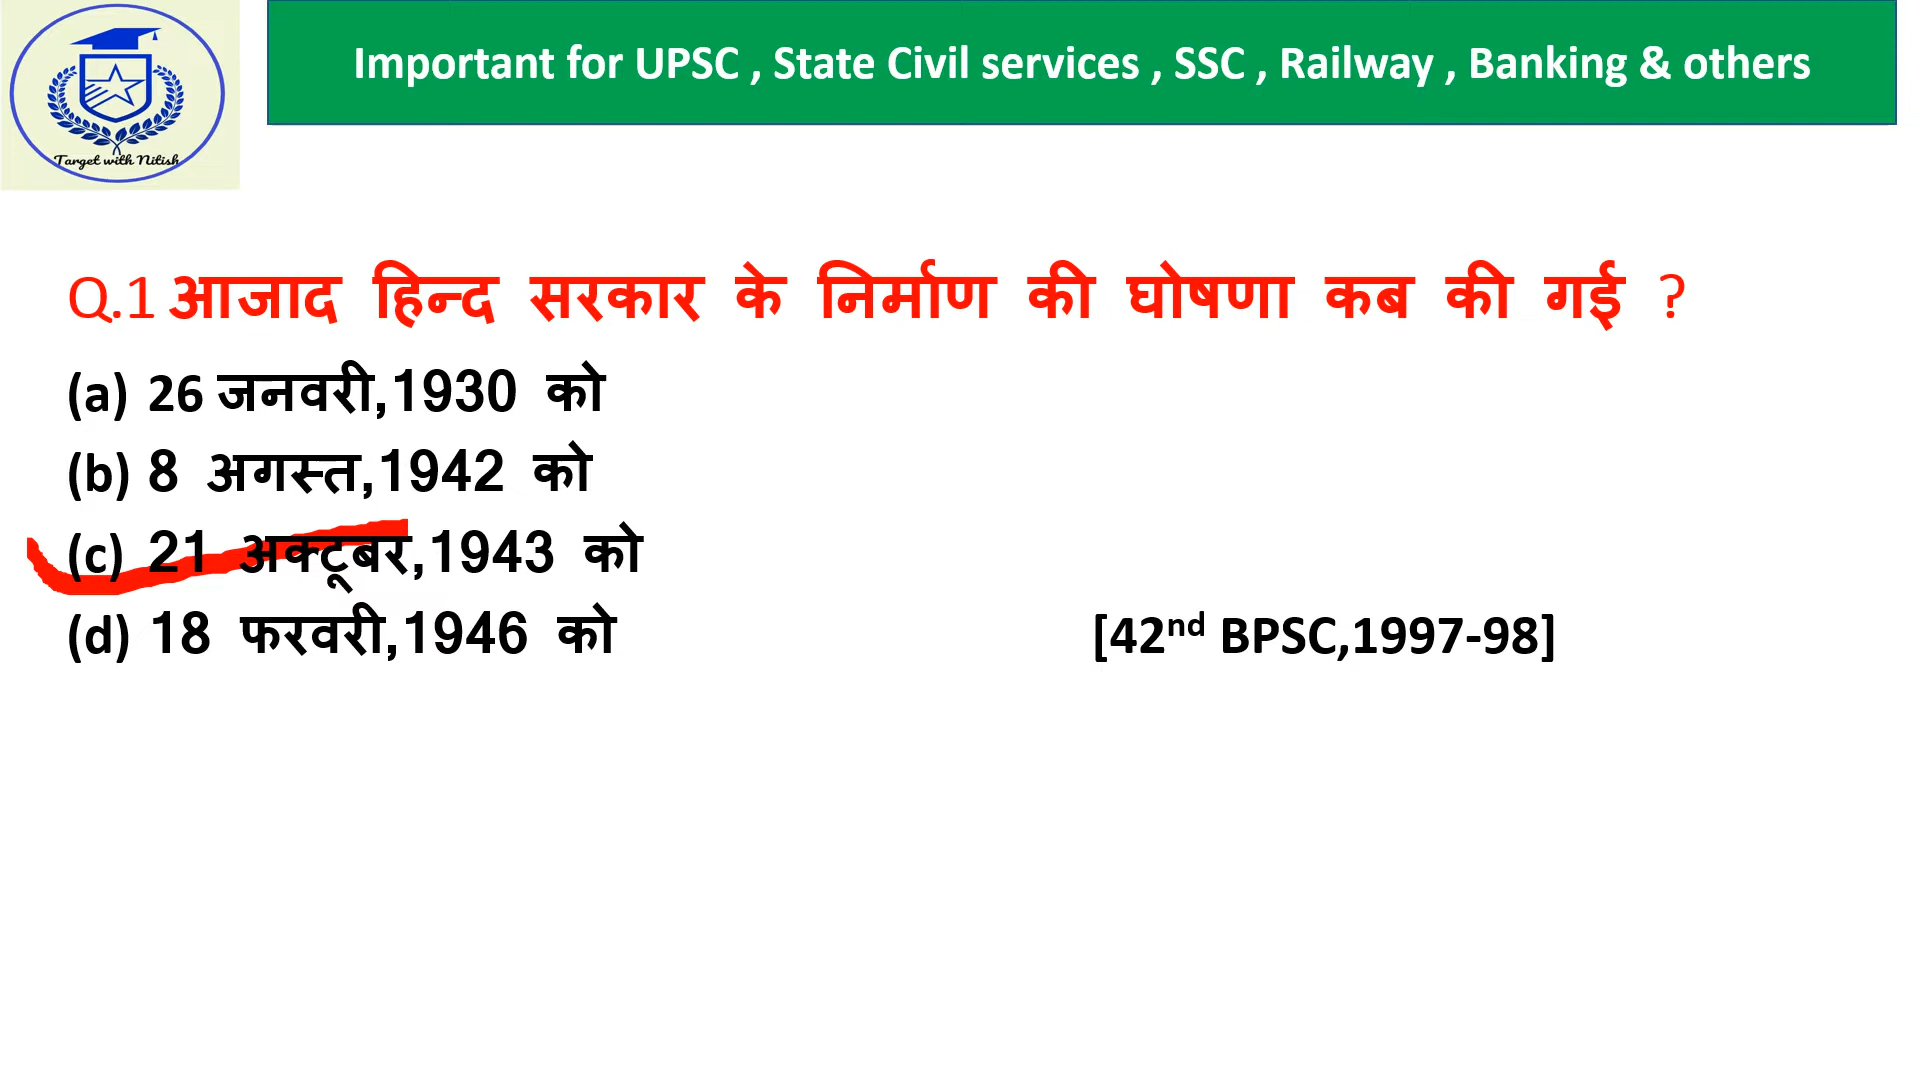 Important for UPSC , State Civil services , SSC , Railway , Banking & others
Target with Nitish
Q.1 आजाद हिन्द सरकार के निर्माण की घोषणा कब की गई ?
(a) 26 जनवरी,1930 को
(b) 8 अगस्त,1942 को
(c) 21 अक्टूबर,1943 को
(d) 18 फरवरी,1946 को [42nd BPSC,1997-98]